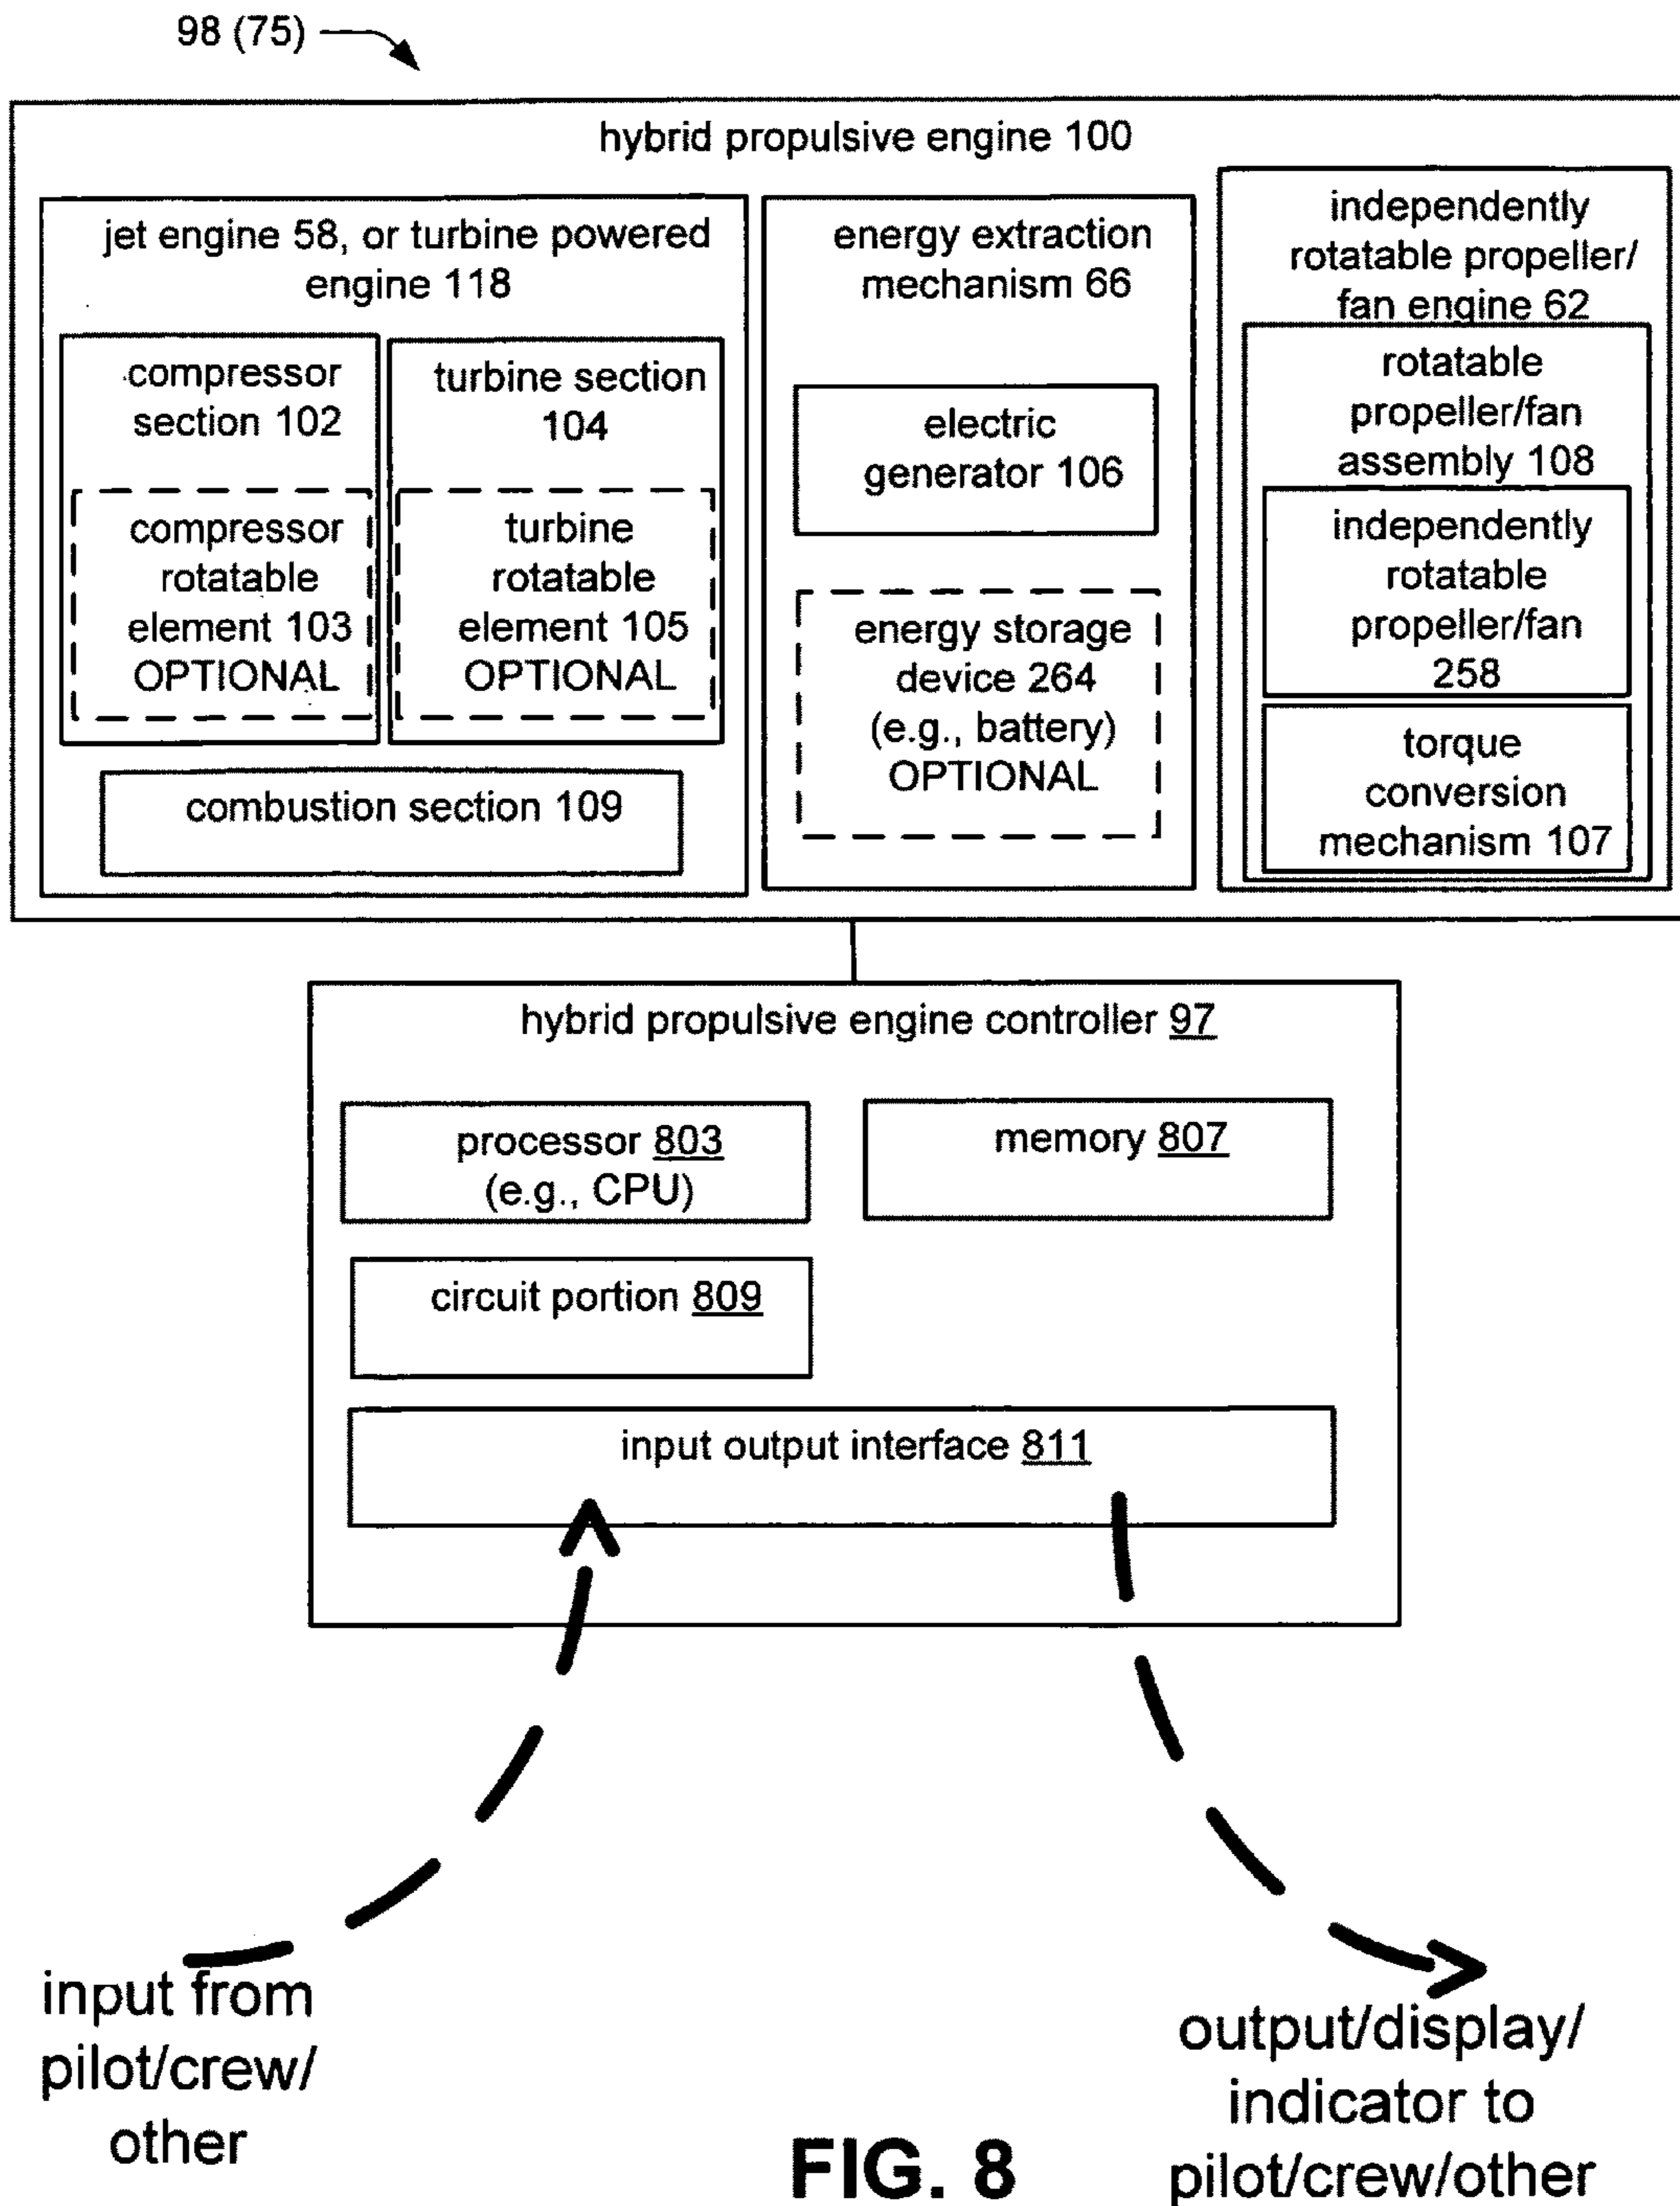 98 (75)
hybrid propulsive engine 100
jet engine 58, or turbine powered
engine 118
compressor
section 102
compressor
rotatable
element 103
OPTIONAL
turbine section
104
turbine
rotatable
element 105
OPTIONAL
combustion section 109
energy extraction
mechanism 66
electric
generator 106
energy storage
device 264
(e.g., battery)
OPTIONAL
independently
rotatable propeller/
fan engine 62
rotatable
propeller/fan
assembly 108
independently
rotatable
propeller/fan
258
torque
conversion
mechanism 107
hybrid propulsive engine controller 97
processor 803
(e.g., CPU)
memory 807
circuit portion 809
input output interface 811
input from
pilot/crew/
other
output/display/
indicator to
pilot/crew/other
FIG. 8